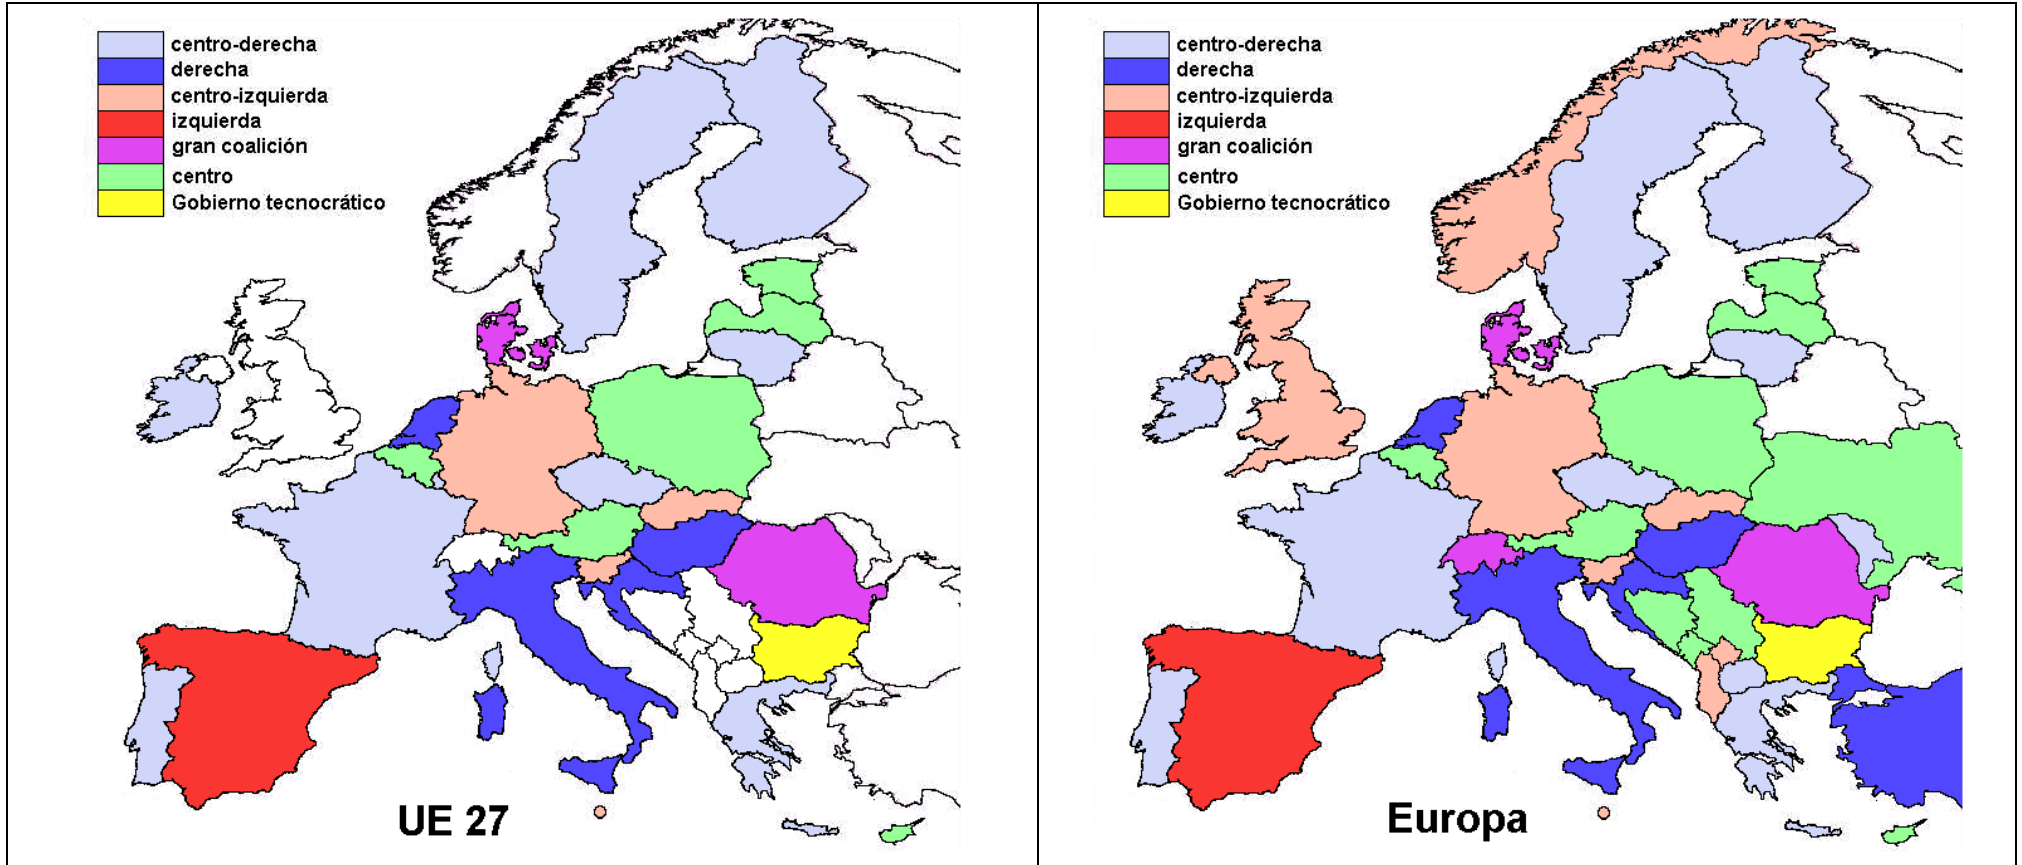 centro-derecha
derecha
centro-izquierda
izquierda
gran coalición
centro
Gobierno tecnocrático
UE 27
centro-derecha
derecha
centro-izquierda
izquierda
gran coalición
centro
Gobierno tecnocrático
Europa